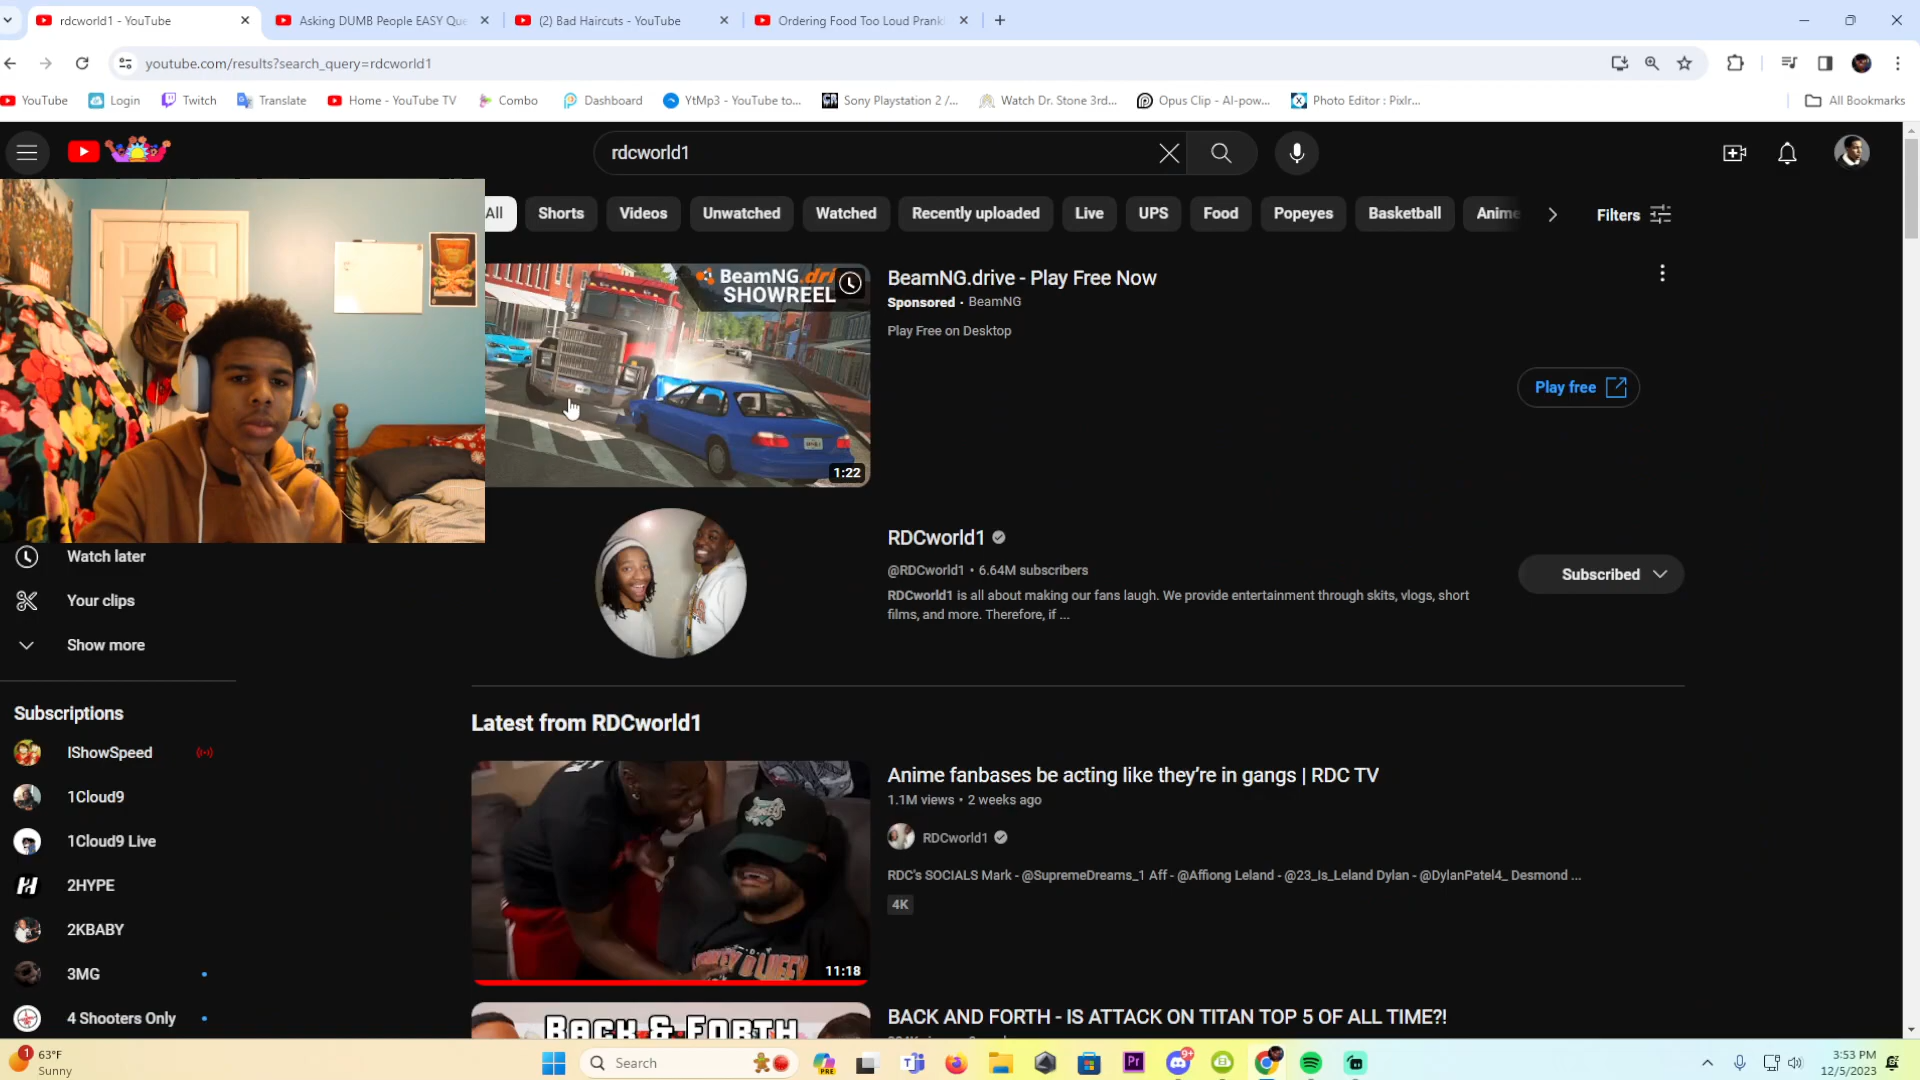 rdcworld1 - YouTube
Asking DUMB People EASY Que
(2) Bad Haircuts - YouTube
Ordering Food Too Loud Prank
youtube.com/results?search_query=rdcworld1
YouTube
Login
Twitch
Translate
Home - YouTube TV
Combo
Dashboard
YtMp3 - YouTube to...
Sony Playstation 2 /...
Watch Dr. Stone 3rd...
Opus Clip - AI-pow...
Photo Editor : Pixlr...
All Bookmarks
rdcworld1
All
Shorts
Videos
Unwatched
Watched
Recently uploaded
Live
UPS
Food
Popeyes
Basketball
Anime
Filters
BeamNG.dri
SHOWREEL
1:22
BeamNG.drive - Play Free Now
Sponsored · BeamNG
Play Free on Desktop
Play free
RDCworld1
@RDCworld1 • 6.64M subscribers
RDCworld1 is all about making our fans laugh. We provide entertainment through skits, vlogs, short
films, and more. Therefore, if ...
Subscribed
Watch later
Your clips
Show more
Subscriptions
IShowSpeed
1Cloud9
1Cloud9 Live
2HYPE
2KBABY
3MG
4 Shooters Only
Latest from RDCworld1
11:18
Anime fanbases be acting like they're in gangs | RDC TV
1.1M views • 2 weeks ago
RDCworld1
RDC's SOCIALS Mark - @SupremeDreams_1 Aff - @Affiong Leland - @23_Is_Leland Dylan - @DylanPatel4_ Desmond ...
4K
BACK & FORTH
BACK AND FORTH - IS ATTACK ON TITAN TOP 5 OF ALL TIME?!
1
63°F
Sunny
Search
PRE
Pr
9+
3:53 PM
12/5/2023